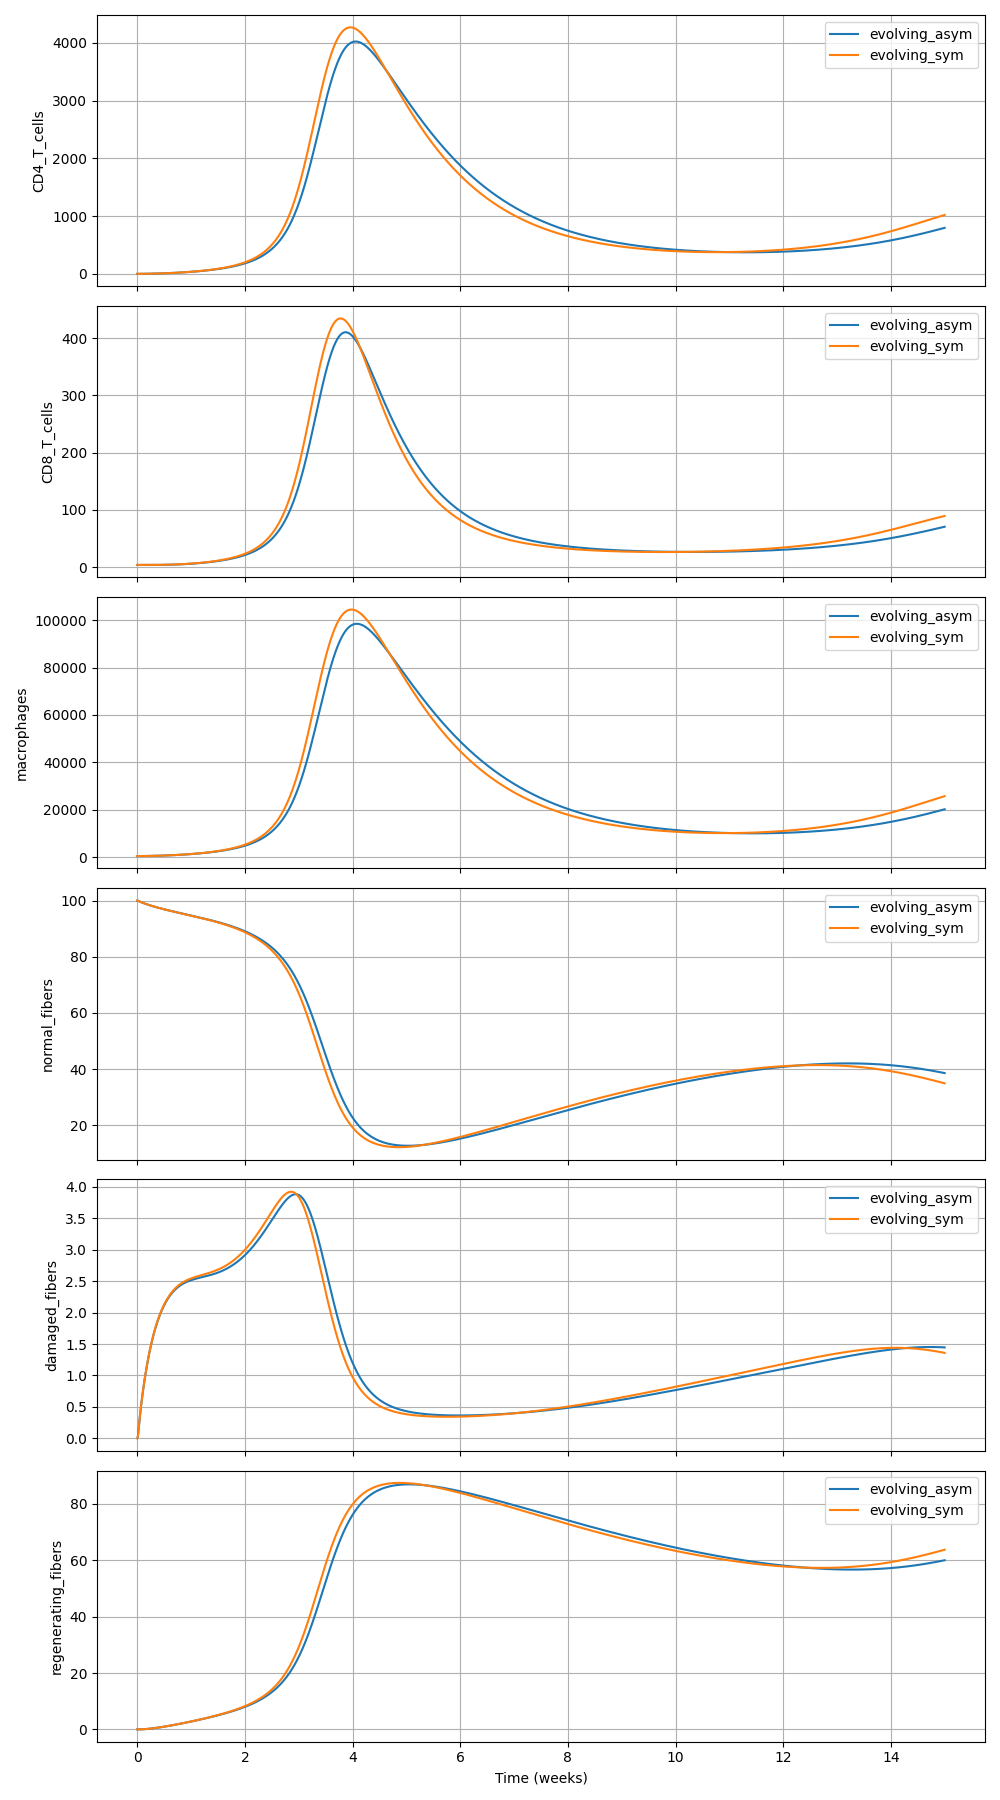 CD4_T_cells
4000
3000
2000
1000
0
evolving_asym
evolving_sym
CD8_T_cells
400
300
200
100
0
evolving_asym
evolving_sym
macrophages
100000
80000
60000
40000
20000
0
evolving_asym
evolving_sym
normal_fibers
100
80
60
40
20
evolving_asym
evolving_sym
damaged_fibers
4.0
3.5
3.0
2.5
2.0
1.5
1.0
0.5
0.0
evolving_asym
evolving_sym
regenerating_fibers
80
60
40
20
0
evolving_asym
evolving_sym
0 2 4 6 8 10 12 14
Time (weeks)